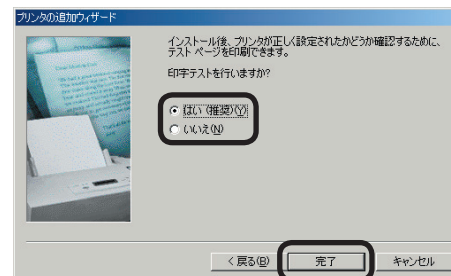 プリンタの追加ウィザード
インストール後、プリンタが正しく設定されたかどうか確認するために、
テスト ページを印刷できます。
印字テストを行いますか?
はい (推奨)(Y)
いいえ(N)
< 戻る(B)
完了
キャンセル